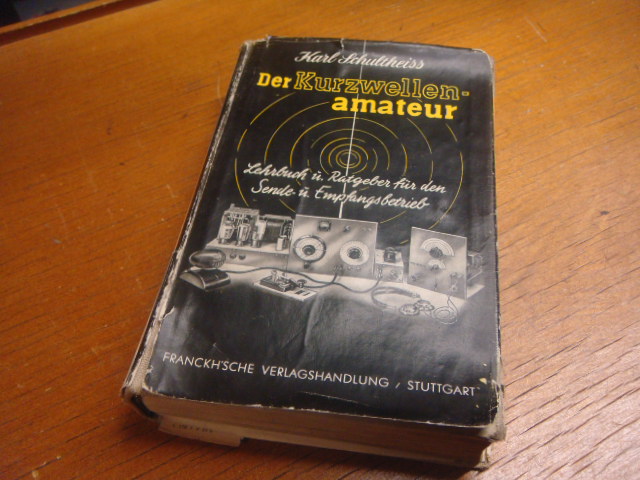 Karl Schultheiss
Der Kurzwellen-
amateur
Lehrbuch u. Ratgeber für den
Sende- u. Empfangsbetrieb
FRANCKH'SCHE VERLAGSHANDLUNG / STUTTGART